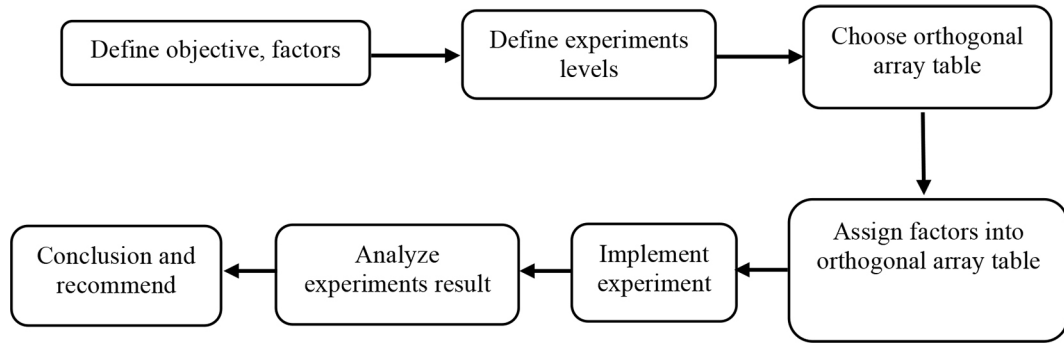 Define objective, factors
Define experiments
levels
Choose orthogonal
array table
Assign factors into
orthogonal array table
Implement
experiment
Analyze
experiments result
Conclusion and
recommend